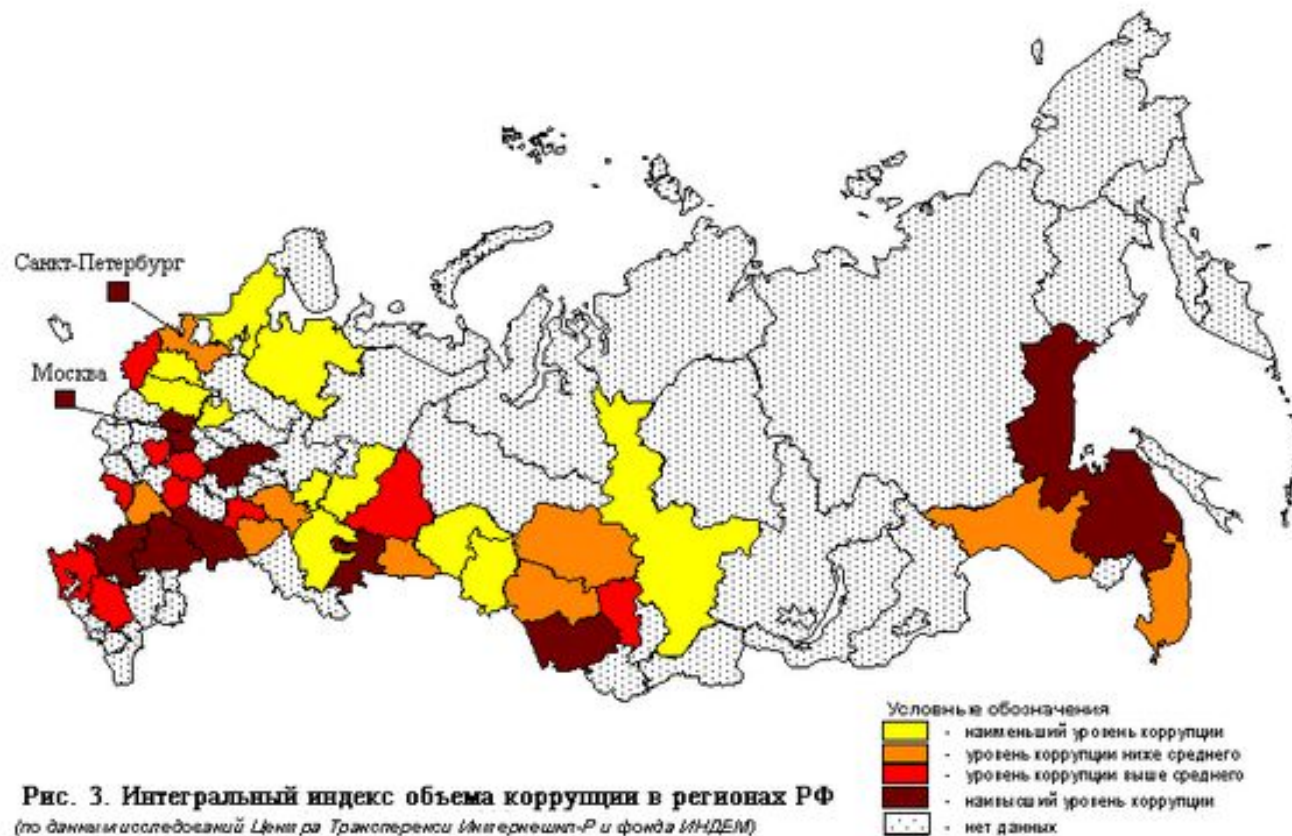 Санкт-Петербург
Москва
Условные обозначения
- наименьший уровень коррупции
- уровень коррупции ниже среднего
- уровень коррупции выше среднего
- наивысший уровень коррупции
- нет данных
Рис. 3. Интегральный индекс объема коррупции в регионах РФ
(по данным исследований Центра Трансперенси Интернешнл-Р и фонда ИНДЕМ)